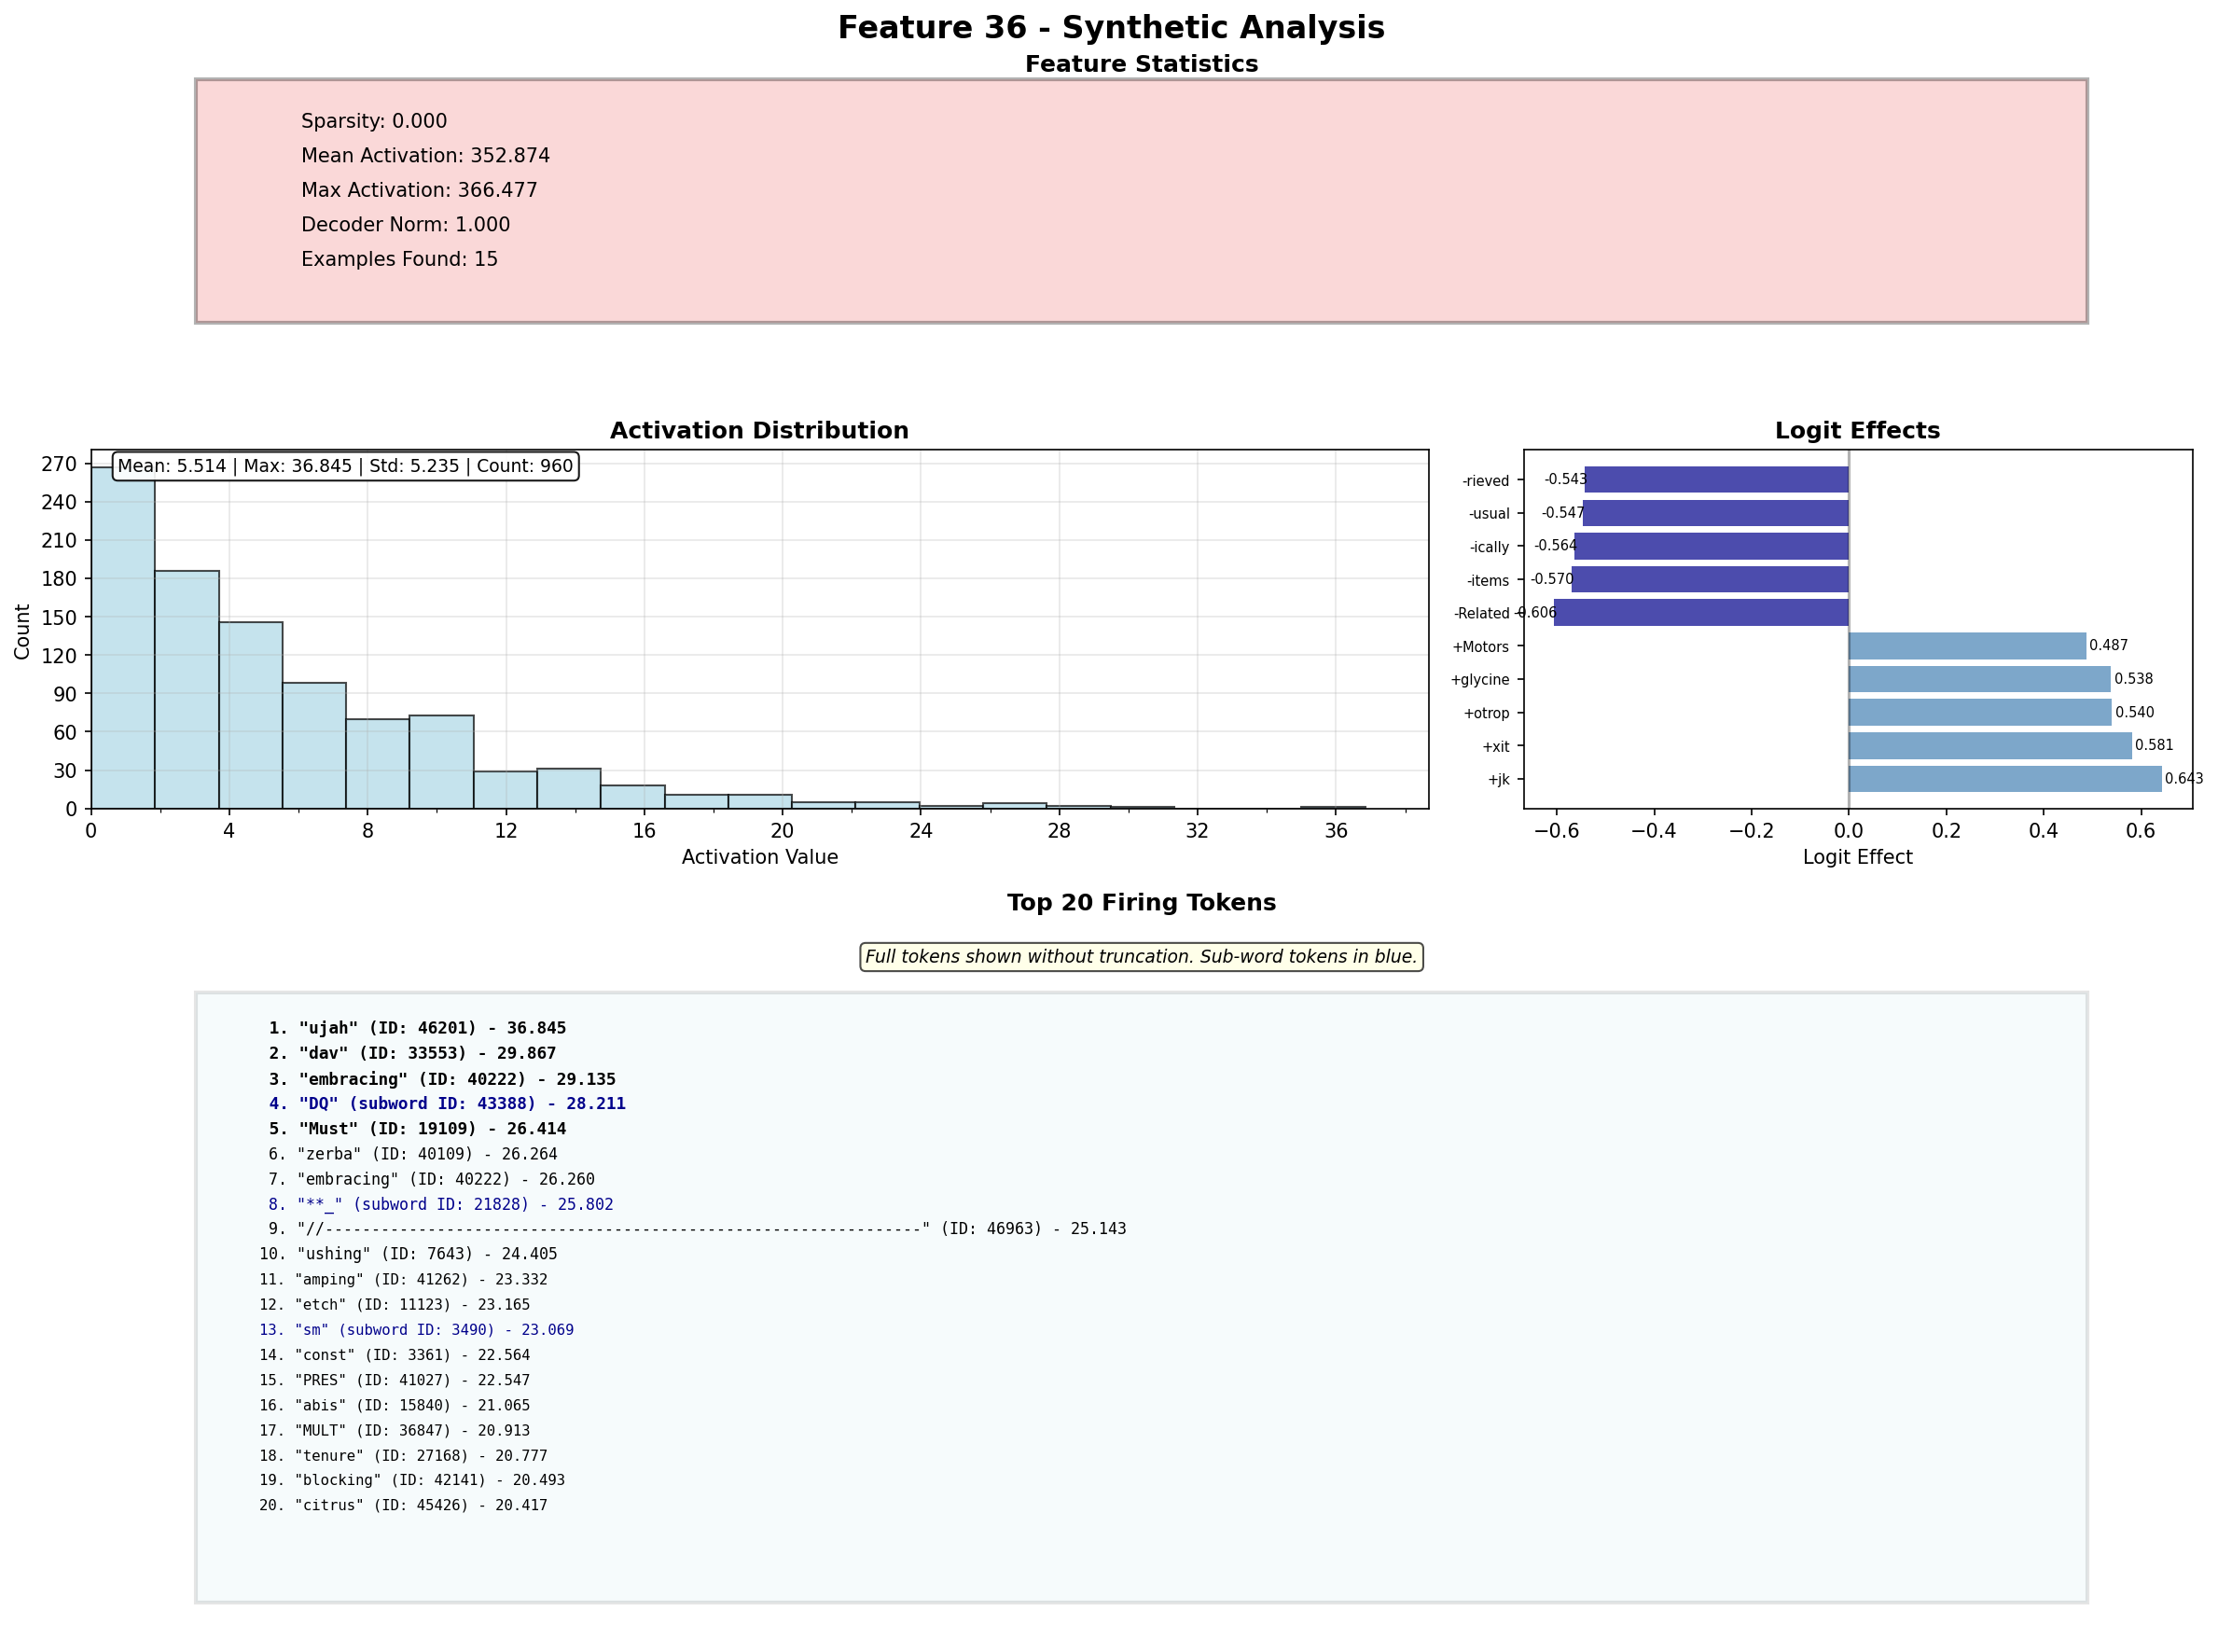 Feature 36 - Synthetic Analysis
Feature Statistics
Sparsity: 0.000
Mean Activation: 352.874
Max Activation: 366.477
Decoder Norm: 1.000
Examples Found: 15
Activation Distribution
Mean: 5.514 | Max: 36.845 | Std: 5.235 | Count: 960
270
240
210
180
150
120
90
60
30
0
Count
0 4 8 12 16 20 24 28 32 36
Activation Value
Logit Effects
-rieved -0.543
-usual -0.547
-ically -0.564
-items -0.570
-Related -0.606
+Motors 0.487
+glycine 0.538
+otrop 0.540
+xit 0.581
+jk 0.643
−0.6 −0.4 −0.2 0.0 0.2 0.4 0.6
Logit Effect
Top 20 Firing Tokens
Full tokens shown without truncation. Sub-word tokens in blue.
1. "ujah" (ID: 46201) - 36.845
2. "dav" (ID: 33553) - 29.867
3. "embracing" (ID: 40222) - 29.135
4. "DQ" (subword ID: 43388) - 28.211
5. "Must" (ID: 19109) - 26.414
6. "zerba" (ID: 40109) - 26.264
7. "embracing" (ID: 40222) - 26.260
8. "**_" (subword ID: 21828) - 25.802
9. "//----------------------------------------------------------------" (ID: 46963) - 25.143
10. "ushing" (ID: 7643) - 24.405
11. "amping" (ID: 41262) - 23.332
12. "etch" (ID: 11123) - 23.165
13. "sm" (subword ID: 3490) - 23.069
14. "const" (ID: 3361) - 22.564
15. "PRES" (ID: 41027) - 22.547
16. "abis" (ID: 15840) - 21.065
17. "MULT" (ID: 36847) - 20.913
18. "tenure" (ID: 27168) - 20.777
19. "blocking" (ID: 42141) - 20.493
20. "citrus" (ID: 45426) - 20.417